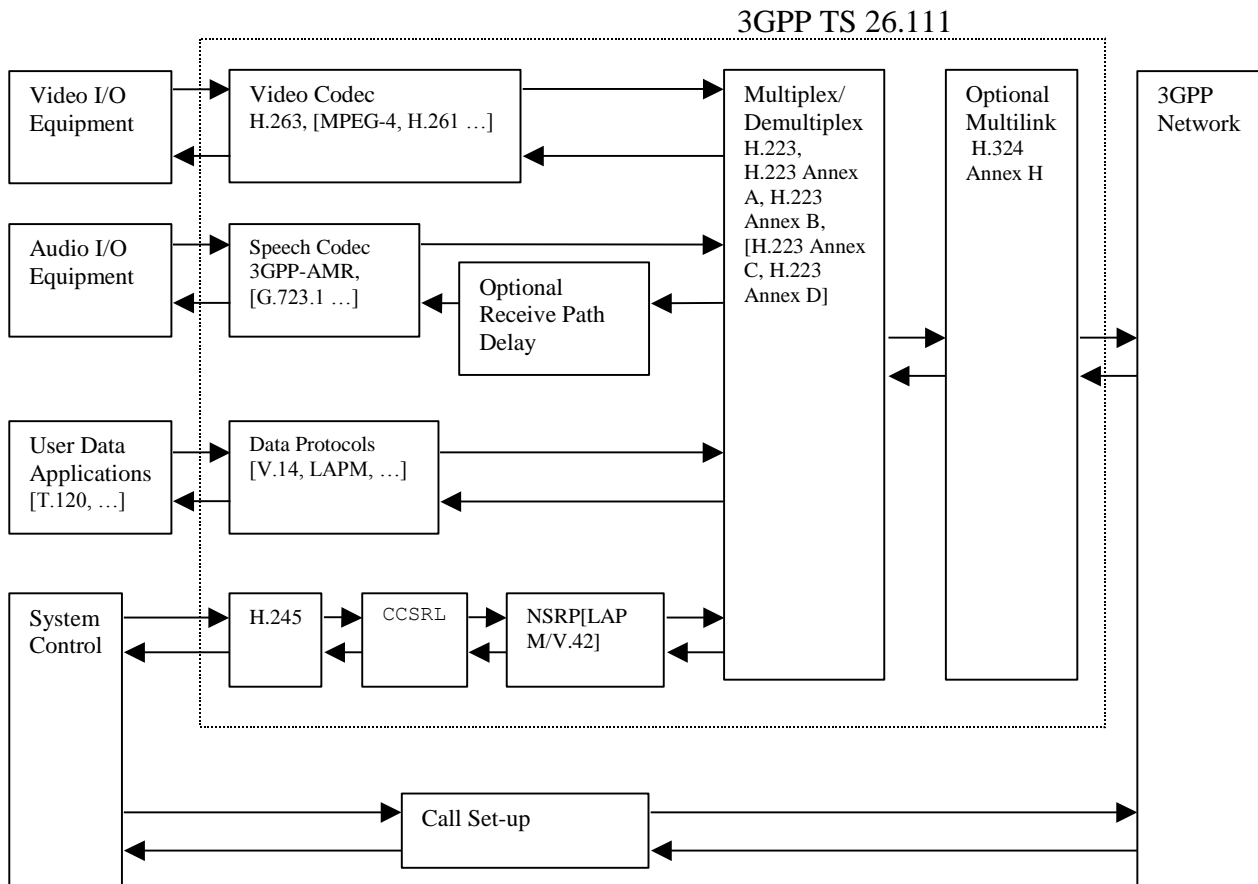 3GPP TS 26.111
Video I/O
Equipment
Video Codec
H.263, [MPEG-4, H.261 …]
Multiplex/
Demultiplex
H.223,
H.223 Annex
A, H.223
Annex B,
[H.223 Annex
C, H.223
Annex D]
Optional
Multilink
H.324
Annex H
3GPP
Network
Audio I/O
Equipment
Speech Codec
3GPP-AMR,
[G.723.1 …]
Optional
Receive Path
Delay
User Data
Applications
[T.120, …]
Data Protocols
[V.14, LAPM, …]
System
Control
H.245
CCSRL
NSRP[LAP
M/V.42]
Call Set-up